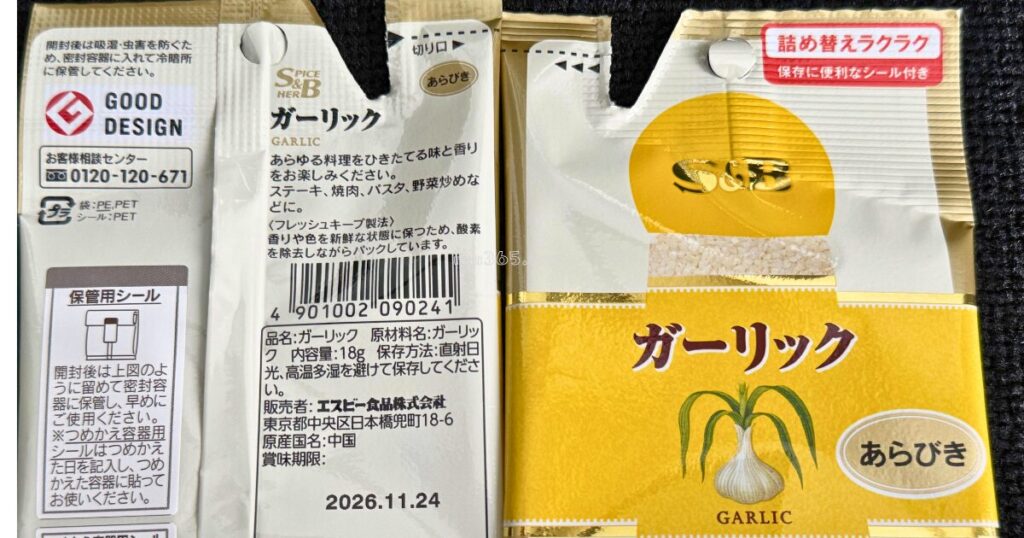 開封後は吸湿・虫害を防ぐた
め、密封容器に入れて冷暗所
に保管してください。
GOOD
DESIGN
お客様相談センター
0120-120-671
プラ
袋:PE,PET
シール:PET
保管用シール
開封後は上図のよ
うに留めて密封容
器に保管し、早めに
ご使用ください。
※つめかえ容器用
シールはつめかえ
た日を記入し、つめ
かえた容器に貼って
お使いください。
切り口
SPICE
S&B
HERB
あらびき
ガーリック
GARLIC
あらゆる料理をひきたてる味と香り
をお楽しみください。
ステーキ、焼肉、パスタ、野菜炒めな
どに。
〈フレッシュキープ製法〉
香りや色を新鮮な状態に保つため、酸素
を除去しながらパックしています。
4 901002 090241
品名:ガーリック 原材料名:ガーリッ
ク 内容量:18g 保存方法:直射日
光、高温多湿を避けて保存してくださ
い。
販売者:エスビー食品株式会社
東京都中央区日本橋兜町18-6
原産国名:中国
賞味期限:
2026.11.24
詰め替えラクラク
保存に便利なシール付き
S&B
ガーリック
あらびき
GARLIC